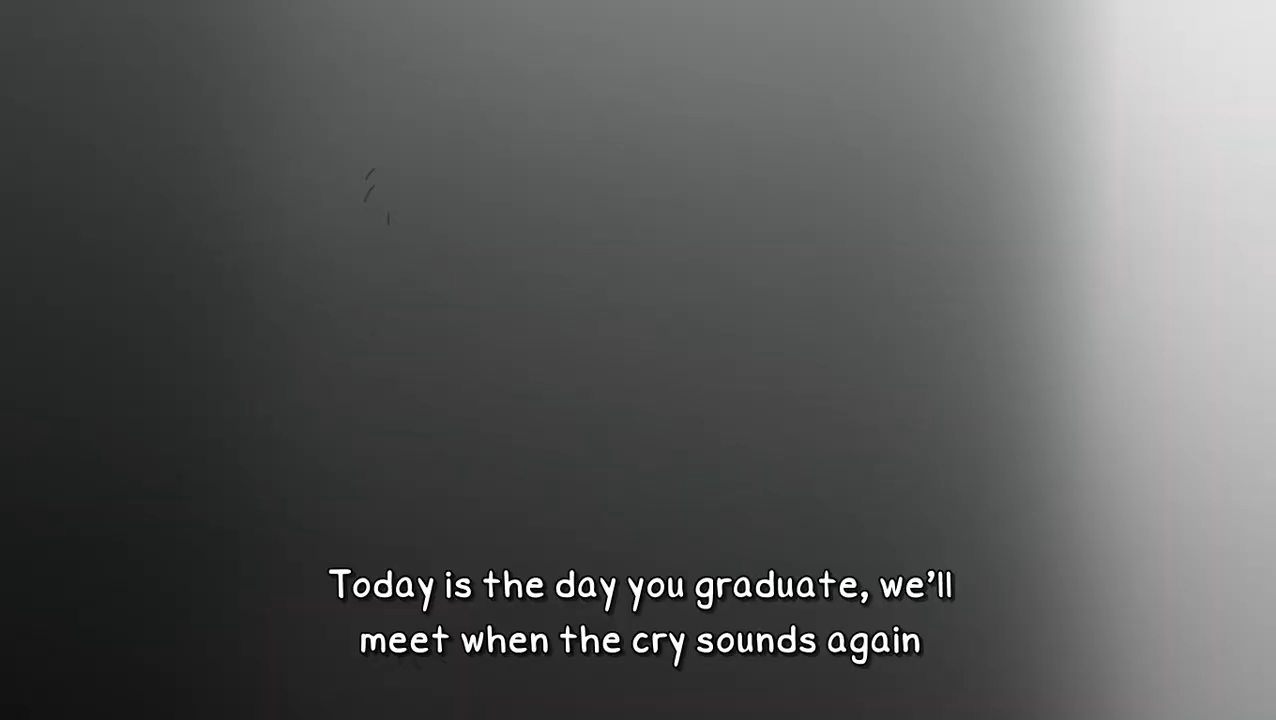 Today is the day you graduate, we’ll
meet when the cry sounds again